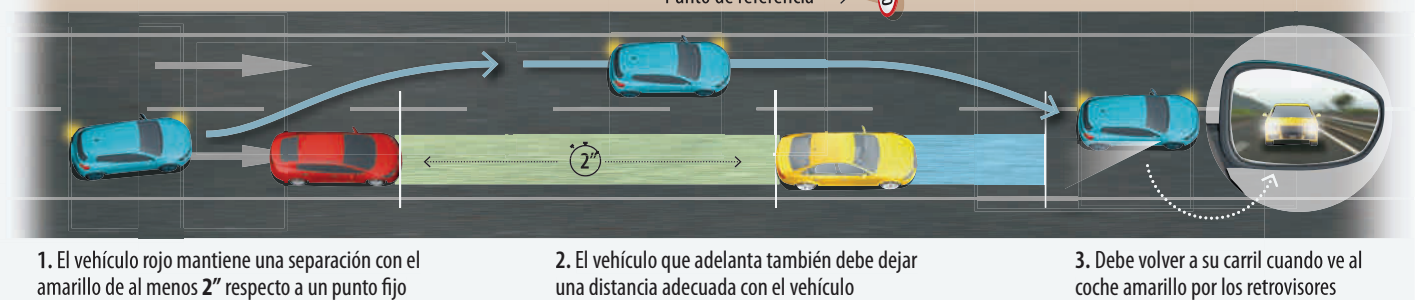 Punto de referencia
2”
1. El vehículo rojo mantiene una separación con el
amarillo de al menos 2” respecto a un punto fijo
2. El vehículo que adelanta también debe dejar
una distancia adecuada con el vehículo
3. Debe volver a su carril cuando ve al
coche amarillo por los retrovisores